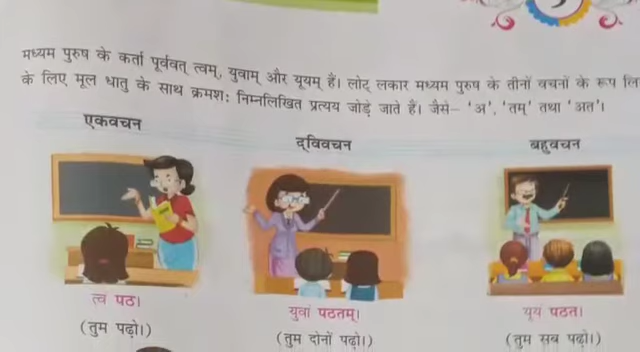 मध्यम पुरुष के कर्ता पूर्ववत् त्वम्, युवाम् और यूयम् हैं। लोट् लकार मध्यम पुरुष के तीनों वचनों के रूप
के लिए मूल धातु के साथ क्रमशः निम्नलिखित प्रत्यय जोड़े जाते हैं। जैसे– 'अ', 'तम्' तथा 'अत'।
एकवचन द्विवचन बहुवचन
त्व पठ। युवां पठतम्। यूयं पठत।
(तुम पढ़ो।) (तुम दोनों पढ़ो।) (तुम सब पढ़ो।)